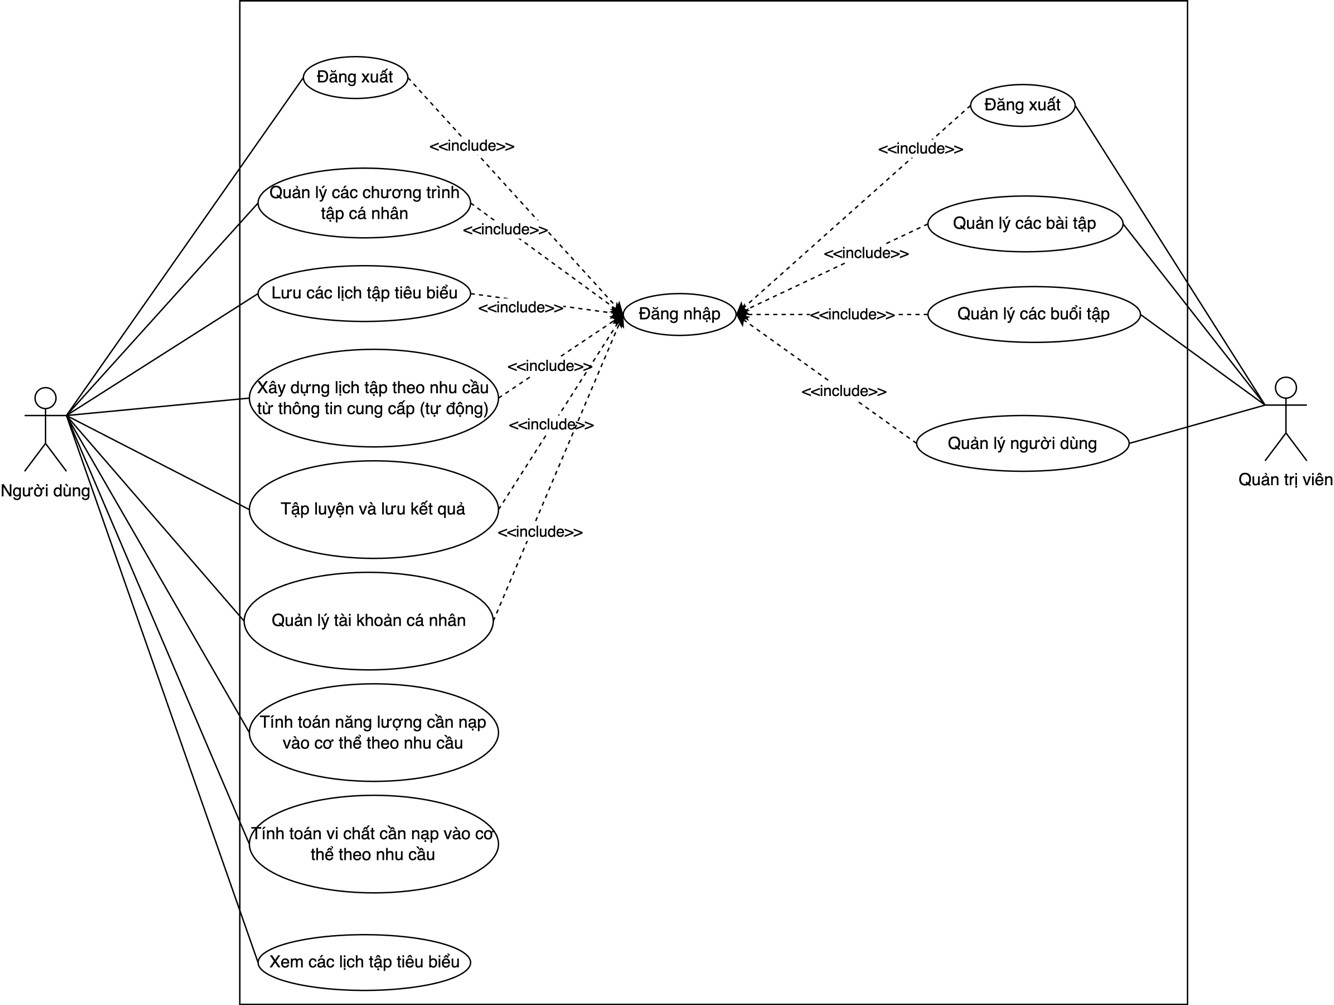 Đăng xuất
<<include>>
Quản lý các chương trình
tập cá nhân
<<include>>
Lưu các lịch tập tiêu biểu
<<include>>
Xây dựng lịch tập theo nhu cầu
từ thông tin cung cấp (tự động)
<<include>>
<<include>>
Tập luyện và lưu kết quả
<<include>>
Quản lý tài khoản cá nhân
Tính toán năng lượng cần nạp
vào cơ thể theo nhu cầu
Tính toán vi chất cần nạp vào cơ
thể theo nhu cầu
Xem các lịch tập tiêu biểu
Người dùng
Đăng nhập
Đăng xuất
<<include>>
Quản lý các bài tập
<<include>>
Quản lý các buổi tập
<<include>>
<<include>>
Quản lý người dùng
Quản trị viên